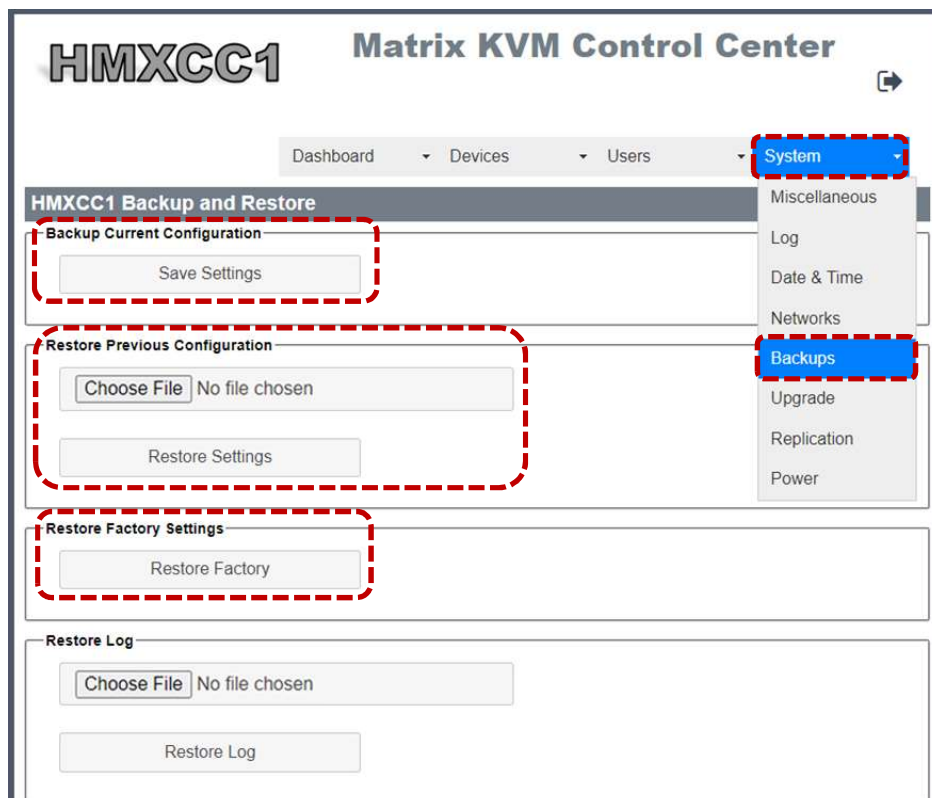 HMXCC1
Matrix KVM Control Center
Dashboard Devices Users System
HMXCC1 Backup and Restore
Miscellaneous
Backup Current Configuration
Log
Save Settings
Date & Time
Networks
Restore Previous Configuration
Backups
Choose File No file chosen
Upgrade
Replication
Restore Settings
Power
Restore Factory Settings
Restore Factory
Restore Log
Choose File No file chosen
Restore Log